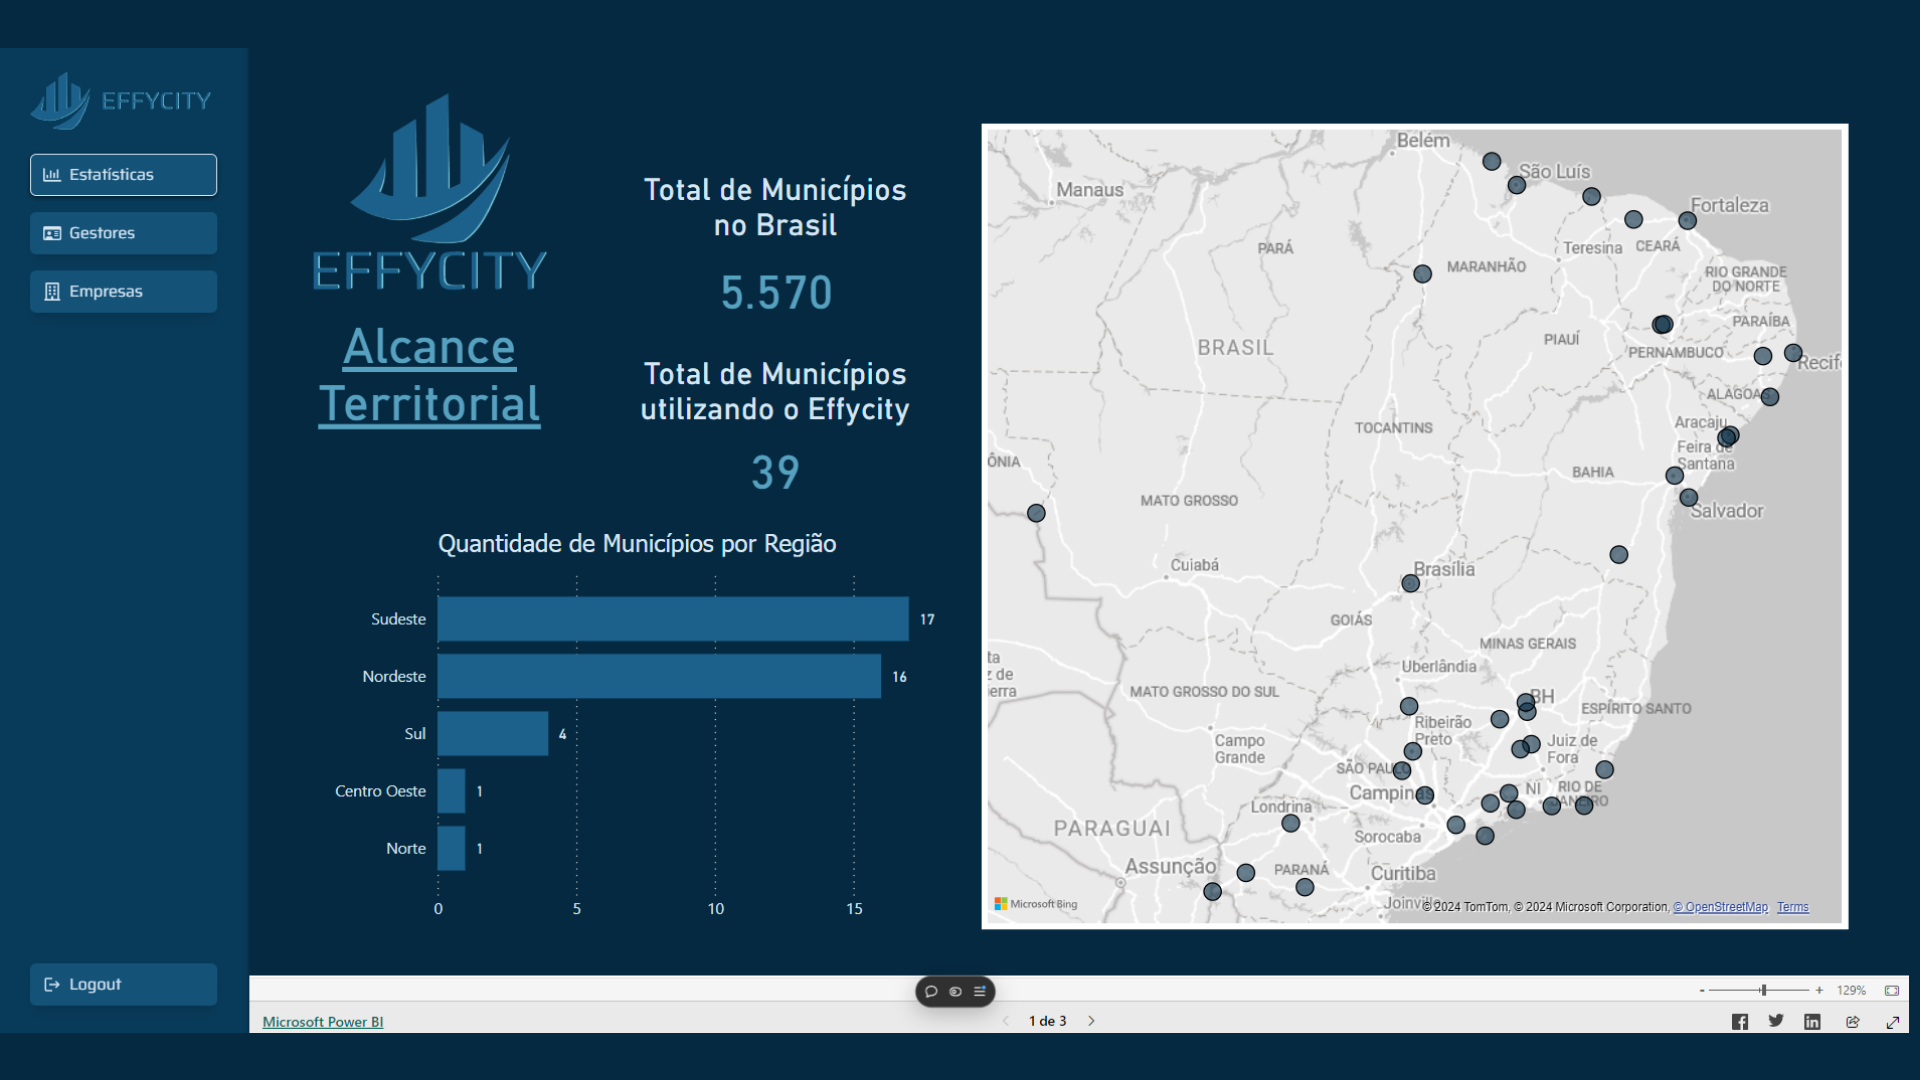 EFFYCITY
Estatísticas
Gestores
Empresas
Logout
EFFYCITY
Alcance
Territorial
Total de Municípios
no Brasil
5.570
Total de Municípios
utilizando o Effycity
39
Quantidade de Municípios por Região
Sudeste
17
Nordeste
16
Sul
4
Centro Oeste
1
Norte
1
0
5
10
15
Belém
Manaus
São Luís
Fortaleza
PARÁ
Teresina
CEARÁ
MARANHÃO
RIO GRANDE
DO NORTE
PARAÍBA
BRASIL
PIAUÍ
PERNAMBUCO
Recif
ALAGOAS
TOCANTINS
Aracaju
Feira de
Santana
ÔNIA
BAHIA
MATO GROSSO
Salvador
Cuiabá
Brasília
GOIÁS
MINAS GERAIS
ta
z de
ierra
Uberlândia
MATO GROSSO DO SUL
BH
ESPÍRITO SANTO
Ribeirão
Preto
Campo
Grande
Juiz de
Fora
SÃO PAULO
Campinas
NI
RIO DE
JANEIRO
Londrina
PARAGUAI
Sorocaba
Assunção
PARANÁ
Curitiba
Joinville
Microsoft Bing
© 2024 TomTom, © 2024 Microsoft Corporation, © OpenStreetMap Terms
- + 129%
Microsoft Power BI
1 de 3